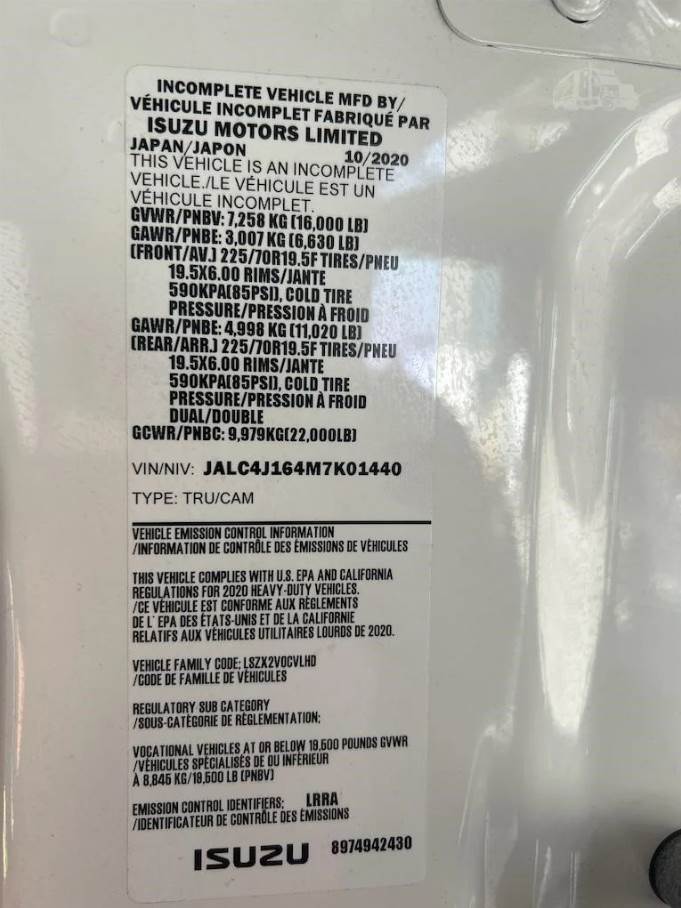 INCOMPLETE VEHICLE MFD BY/
VÉHICULE INCOMPLET FABRIQUÉ PAR
ISUZU MOTORS LIMITED
JAPAN/JAPON 10/2020
THIS VEHICLE IS AN INCOMPLETE
VEHICLE./LE VÉHICULE EST UN
VÉHICULE INCOMPLET.
GVWR/PNBV: 7,258 KG (16,000 LB)
GAWR/PNBE: 3,007 KG (6,630 LB)
(FRONT/AV.) 225/70R19.5F TIRES/PNEU
19.5X6.00 RIMS/JANTE
590KPA(85PSI), COLD TIRE
PRESSURE/PRESSION À FROID
GAWR/PNBE: 4,998 KG (11,020 LB)
(REAR/ARR.) 225/70R19.5F TIRES/PNEU
19.5X6.00 RIMS/JANTE
590KPA(85PSI), COLD TIRE
PRESSURE/PRESSION À FROID
DUAL/DOUBLE
GCWR/PNBC: 9,979KG(22,000LB)
VIN/NIV: JALC4J164M7K01440
TYPE: TRU/CAM
VEHICLE EMISSION CONTROL INFORMATION
/INFORMATION DE CONTRÔLE DES ÉMISSIONS DE VÉHICULES
THIS VEHICLE COMPLIES WITH U.S. EPA AND CALIFORNIA
REGULATIONS FOR 2020 HEAVY-DUTY VEHICLES.
/CE VÉHICULE EST CONFORME AUX RÈGLEMENTS
DE L' EPA DES ÉTATS-UNIS ET DE LA CALIFORNIE
RELATIFS AUX VÉHICULES UTILITAIRES LOURDS DE 2020.
VEHICLE FAMILY CODE; LSZX2VOCVLHD
/CODE DE FAMILLE DE VÉHICULES
REGULATORY SUB CATEGORY
/SOUS-CATÉGORIE DE RÈGLEMENTATION;
VOCATIONAL VEHICLES AT OR BELOW 19,500 POUNDS GVWR
/VÉHICULES SPÉCIALISÉS DE OU INFÉRIEUR
À 8,845 KG/19,500 LB (PNBV)
EMISSION CONTROL IDENTIFIERS; LRRA
/IDENTIFICATEUR DE CONTRÔLE DES ÉMISSIONS
ISUZU 8974942430